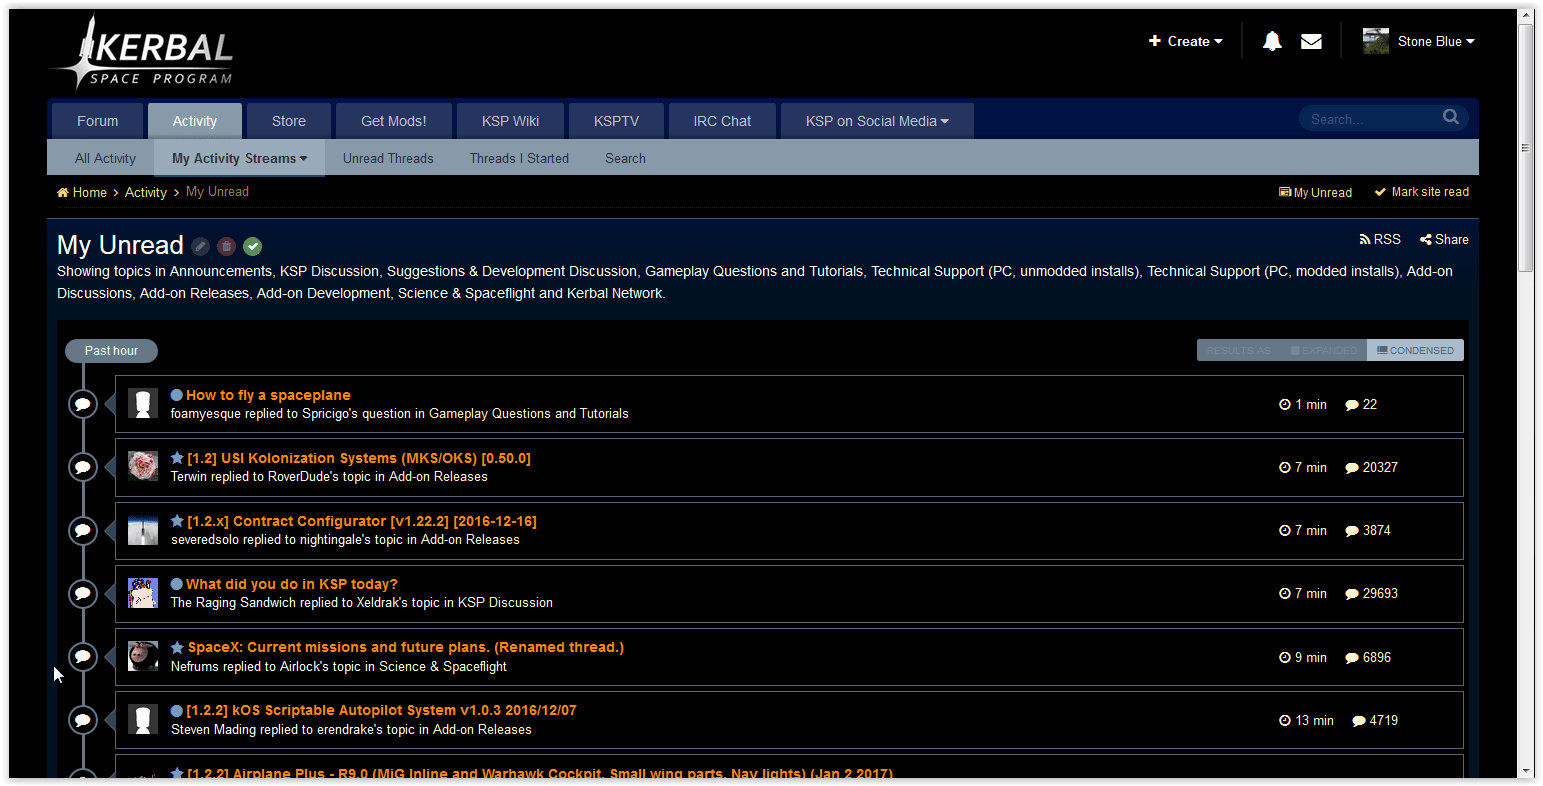 KERBAL
SPACE PROGRAM
Create
Stone Blue
Forum Activity Store Get Mods! KSP Wiki KSPTV IRC Chat KSP on Social Media
Search...
All Activity My Activity Streams Unread Threads Threads I Started Search
Home > Activity > My Unread
My Unread Mark site read
My Unread
RSS Share
Showing topics in Announcements, KSP Discussion, Suggestions & Development Discussion, Gameplay Questions and Tutorials, Technical Support (PC, unmodded installs), Technical Support (PC, modded installs), Add-on
Discussions, Add-on Releases, Add-on Development, Science & Spaceflight and Kerbal Network.
Past hour
RESULTS AS EXPANDED CONDENSED
How to fly a spaceplane
foamyesque replied to Spricigo's question in Gameplay Questions and Tutorials
1 min 22
[1.2] USI Kolonization Systems (MKS/OKS) [0.50.0]
Terwin replied to RoverDude's topic in Add-on Releases
7 min 20327
[1.2.x] Contract Configurator [v1.22.2] [2016-12-16]
severedsolo replied to nightingale's topic in Add-on Releases
7 min 3874
What did you do in KSP today?
The Raging Sandwich replied to Xeldrak's topic in KSP Discussion
7 min 29693
SpaceX: Current missions and future plans. (Renamed thread.)
Nefrums replied to Airlock's topic in Science & Spaceflight
9 min 6896
[1.2.2] kOS Scriptable Autopilot System v1.0.3 2016/12/07
Steven Mading replied to erendrake's topic in Add-on Releases
13 min 4719
[1.2.2] Airplane Plus - R9.0 (MiG Inline and Warhawk Cockpit, Small wing parts, Nav lights) (Jan 2 2017)